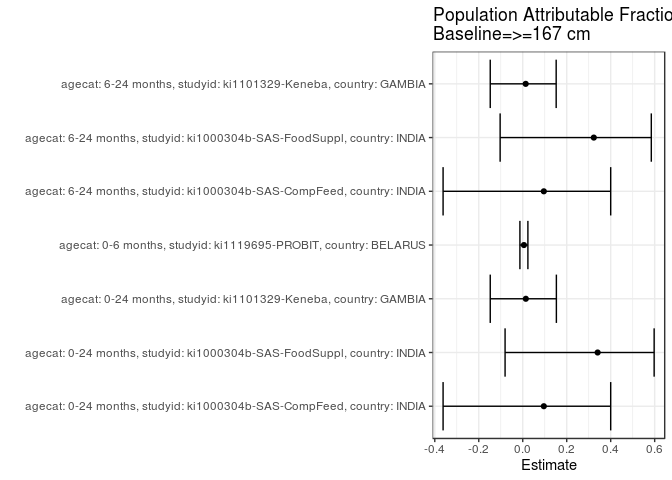 Population Attributable Fractio
Baseline=>=167 cm
agecat: 6-24 months, studyid: ki1101329-Keneba, country: GAMBIA
agecat: 6-24 months, studyid: ki1000304b-SAS-FoodSuppl, country: INDIA
agecat: 6-24 months, studyid: ki1000304b-SAS-CompFeed, country: INDIA
agecat: 0-6 months, studyid: ki1119695-PROBIT, country: BELARUS
agecat: 0-24 months, studyid: ki1101329-Keneba, country: GAMBIA
agecat: 0-24 months, studyid: ki1000304b-SAS-FoodSuppl, country: INDIA
agecat: 0-24 months, studyid: ki1000304b-SAS-CompFeed, country: INDIA
-0.4 -0.2 0.0 0.2 0.4 0.6
Estimate